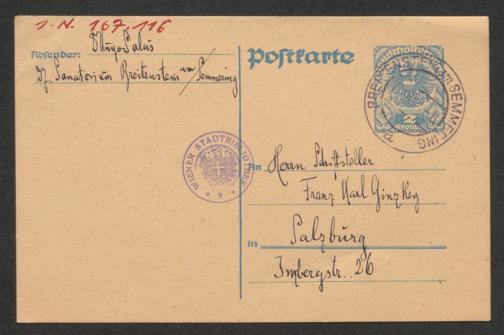 J.N. 167.116
Absender: D Hugo Salus
Sanatorium Breitenstein am / Semmering
Postkarte
Deutschösterreich
2
Kronen
BREITENSTEIN am SEMMERING
WIENER STADTBIBLIOTHEK
An Herrn Schriftsteller
Franz Karl Ginzkey
in Salzburg
Imbergstr. 26